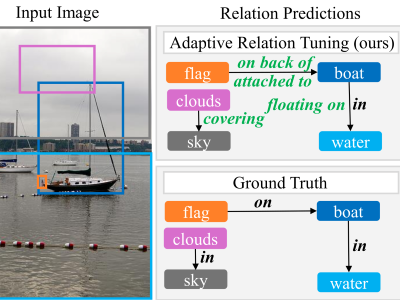 Input Image
Relation Predictions
Adaptive Relation Tuning (ours)
flag
on back of
attached to
boat
clouds
floating on
in
covering
sky
water
Ground Truth
flag
on
boat
clouds
in
in
sky
water